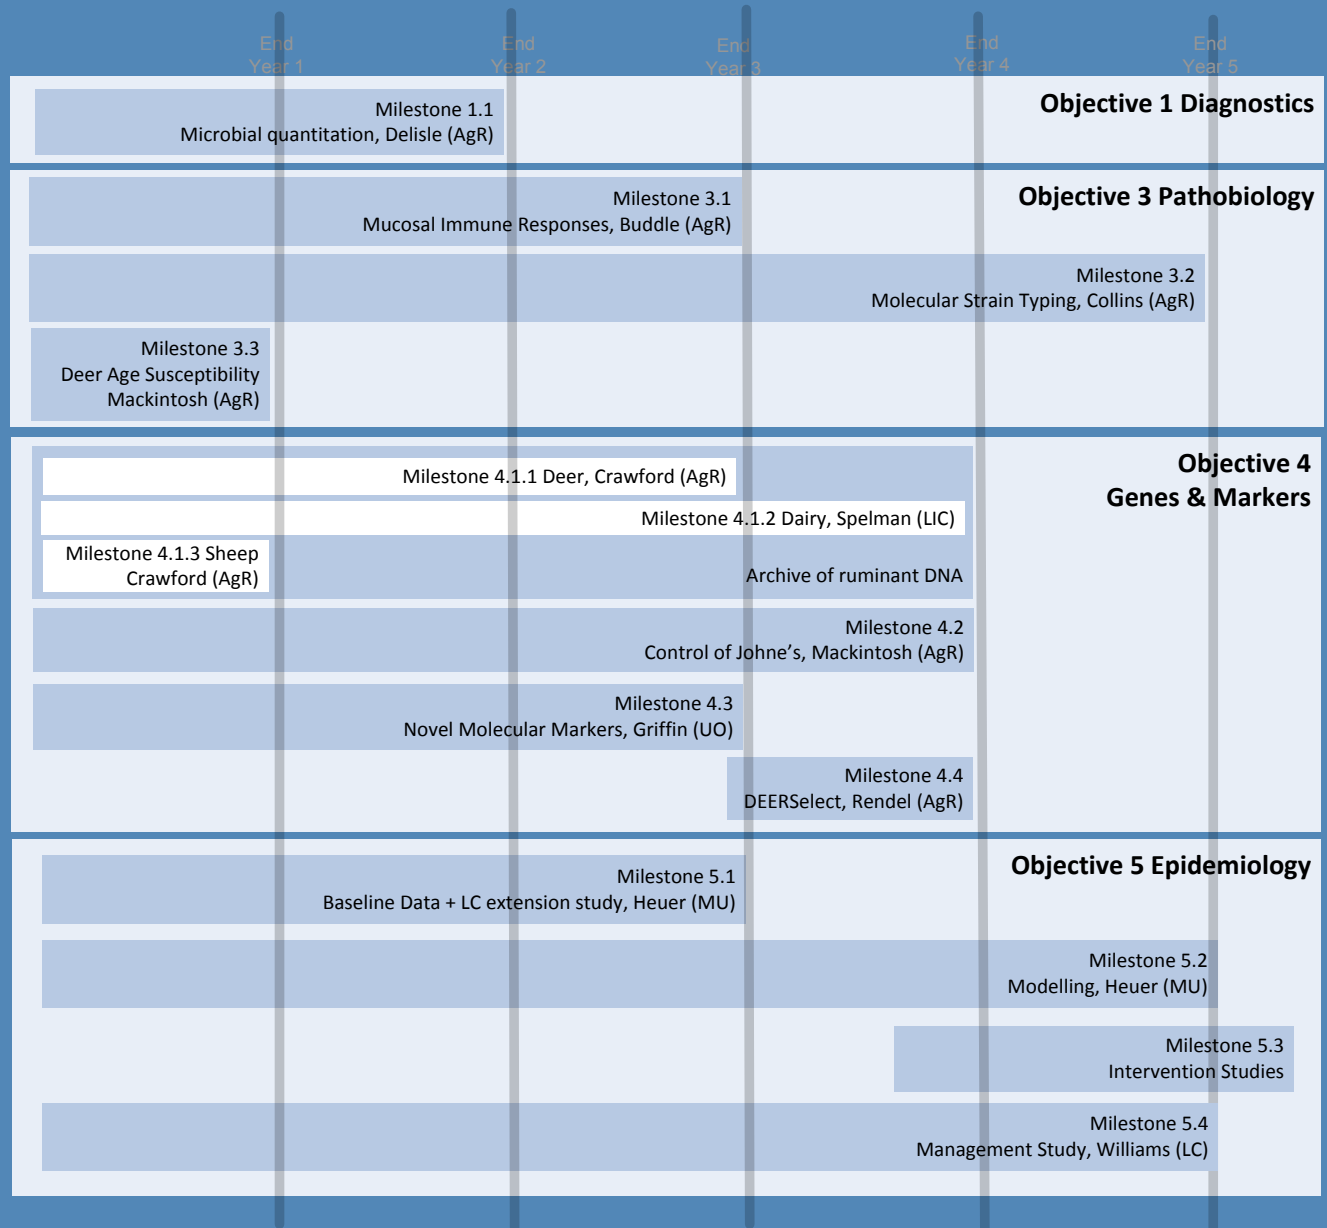 End
Year 1
End
Year 2
End
Year 3
End
Year 4
End
Year 5
Objective 1 Diagnostics
Milestone 1.1
Microbial quantitation, Delisle (AgR)
Objective 3 Pathobiology
Milestone 3.1
Mucosal Immune Responses, Buddle (AgR)
Milestone 3.2
Molecular Strain Typing, Collins (AgR)
Milestone 3.3
Deer Age Susceptibility
Mackintosh (AgR)
Objective 4
Genes & Markers
Milestone 4.1.1 Deer, Crawford (AgR)
Milestone 4.1.2 Dairy, Spelman (LIC)
Milestone 4.1.3 Sheep
Crawford (AgR)
Archive of ruminant DNA
Milestone 4.2
Control of Johne’s, Mackintosh (AgR)
Milestone 4.3
Novel Molecular Markers, Griffin (UO)
Milestone 4.4
DEERSelect, Rendel (AgR)
Objective 5 Epidemiology
Milestone 5.1
Baseline Data + LC extension study, Heuer (MU)
Milestone 5.2
Modelling, Heuer (MU)
Milestone 5.3
Intervention Studies
Milestone 5.4
Management Study, Williams (LC)